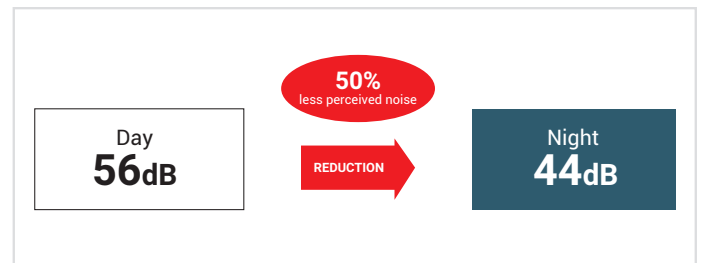 50%
less perceived noise
Day
56dB
REDUCTION
Night
44dB